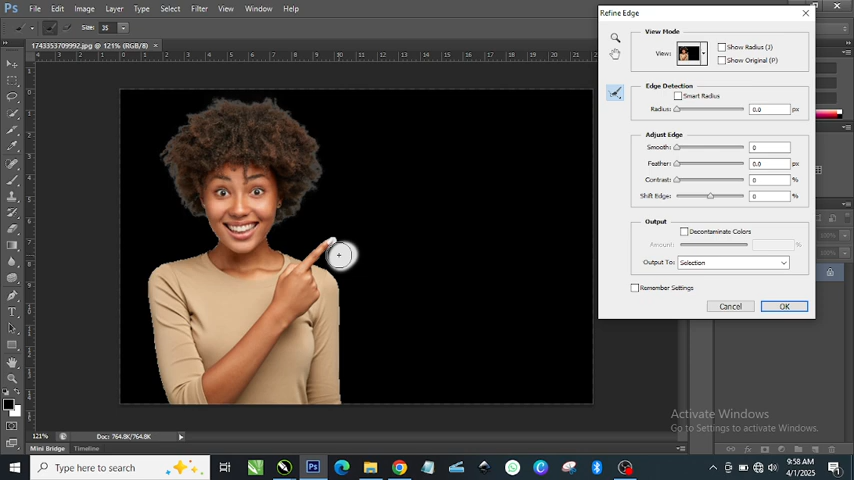 Ps File Edit Image Layer Type Select Filter View Window Help
Size: 35
1743353709992.jpg @ 121% (RGB/8)
Refine Edge
View Mode
View:
Show Radius (J)
Show Original (P)
Edge Detection
Smart Radius
Radius: 0.0 px
Adjust Edge
Smooth: 0
Feather: 0.0 px
Contrast: 0 %
Shift Edge: 0 %
Output
Decontaminate Colors
Amount: %
Output To: Selection
Remember Settings
Cancel OK
Activate Windows
Go to Settings to activate Windows.
121% Doc: 764.8K/764.8K
Mini Bridge Timeline
Type here to search
9:58 AM
4/1/2025